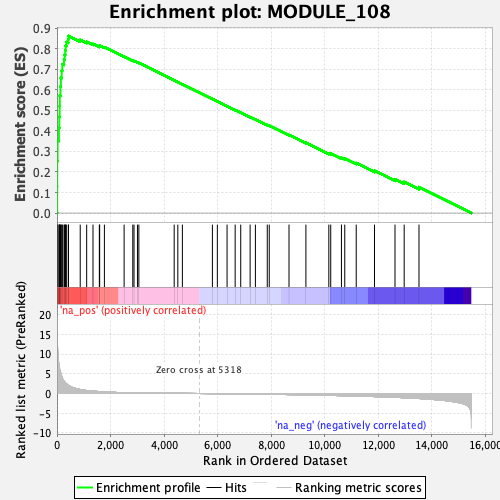 Enrichment plot: MODULE_108
Enrichment score (ES)
0.9
0.8
0.7
0.6
0.5
0.4
0.3
0.2
0.1
0.0
'na_pos' (positively correlated)
Ranked list metric (PreRanked)
20
15
10
5
0
-5
-10
Zero cross at 5318
'na_neg' (negatively correlated)
0 2,000 4,000 6,000 8,000 10,000 12,000 14,000 16,000
Rank in Ordered Dataset
Enrichment profile Hits Ranking metric scores